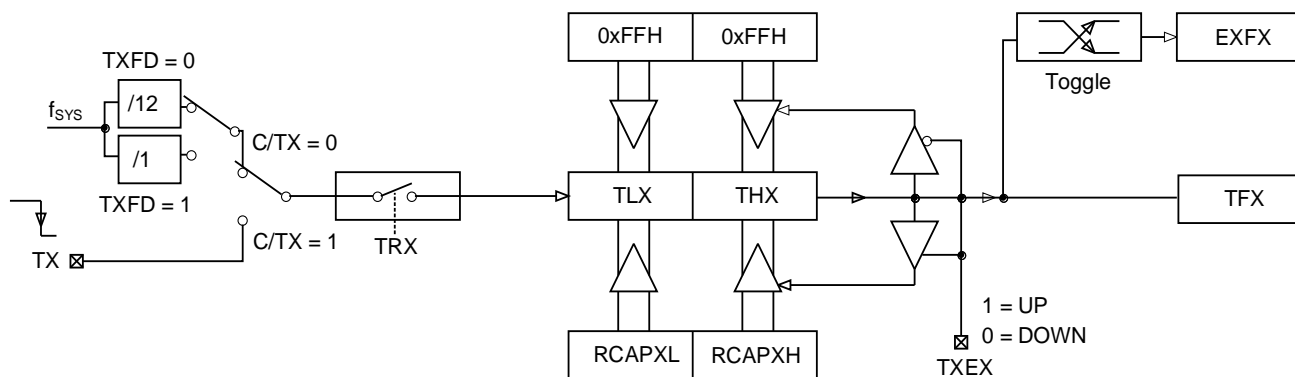 0xFFH
0xFFH
EXFX
Toggle
TXFD = 0
fSYS
/12
C/TX = 0
/1
TXFD = 1
TLX
THX
TFX
C/TX = 1
TX
TRX
1 = UP
0 = DOWN
RCAPXL
RCAPXH
TXEX